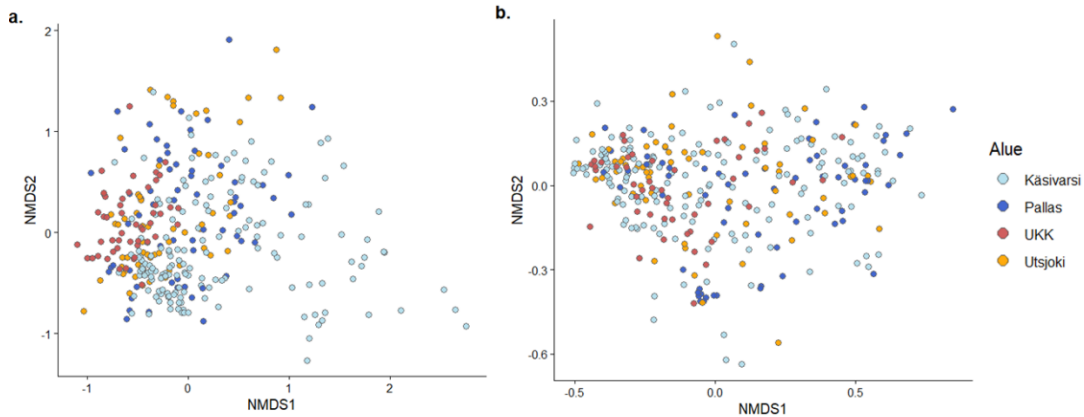 a.
2
1
0
-1
NMDS2
-1
0
1
2
NMDS1
b.
0.3
0.0
-0.3
-0.6
NMDS2
-0.5
0.0
0.5
NMDS1
Alue
Käsivarsi
Pallas
UKK
Utsjoki